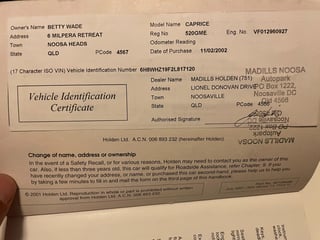 Owner's Name BETTY WADE Model Name CAPRICE
Address 6 MILPERA RETREAT Reg No 520GME Eng. No. VF012960927
Town NOOSA HEADS Odometer Reading
State QLD PCode 4567 Date of Purchase 11/02/2002
(17 Character ISO VIN) Vehicle Identification Number 6H8WHZ19F2L817120
Vehicle Identification
Certificate
Dealer Name MADILLS HOLDEN (751)
Address LIONEL DONOVAN DRIVE
Town NOOSAVILLE
State QLD PCode 4566
Authorised Signature
MADILLS NOOSA
Autopark
PO Box 1222,
Noosaville DC
Qld 4566
MADILLS NOOSA
Autopark
PO Box 1222,
Noosaville DC
Holden Ltd. A.C.N. 006 893 232 (hereinafter Holden)
Change of name, address or ownership
In the event of a Safety Recall, or for various reasons, Holden may need to contact you as the owner of this
car. Also, if less than three years old, this car will qualify for Roadside Assistance, refer Chapter 9. If you
have recently changed your address, or name, or purchased this car second-hand, please help us to help you
by taking a few minutes to fill in and mail the form on the third page of this handbook.
© 2001 Holden Ltd. Reproduction in whole or part is prohibited without written
approval from Holden Ltd. A.C.N. 006 893 232.